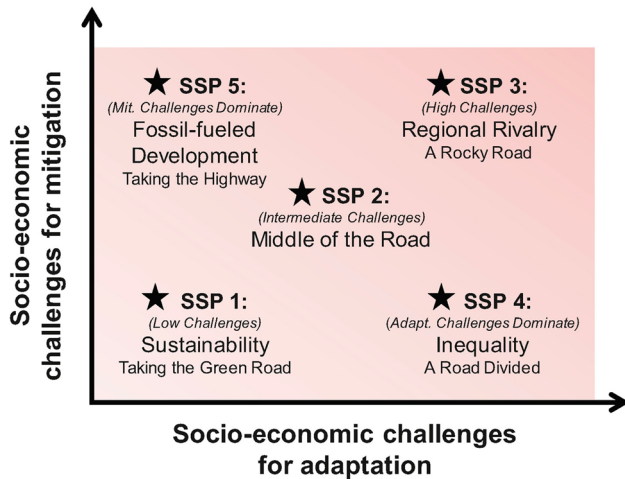 Socio-economic
challenges for mitigation
SSP 5:
(Mit. Challenges Dominate)
Fossil-fueled
Development
Taking the Highway
SSP 3:
(High Challenges)
Regional Rivalry
A Rocky Road
SSP 2:
(Intermediate Challenges)
Middle of the Road
SSP 1:
(Low Challenges)
Sustainability
Taking the Green Road
SSP 4:
(Adapt. Challenges Dominate)
Inequality
A Road Divided
Socio-economic challenges
for adaptation